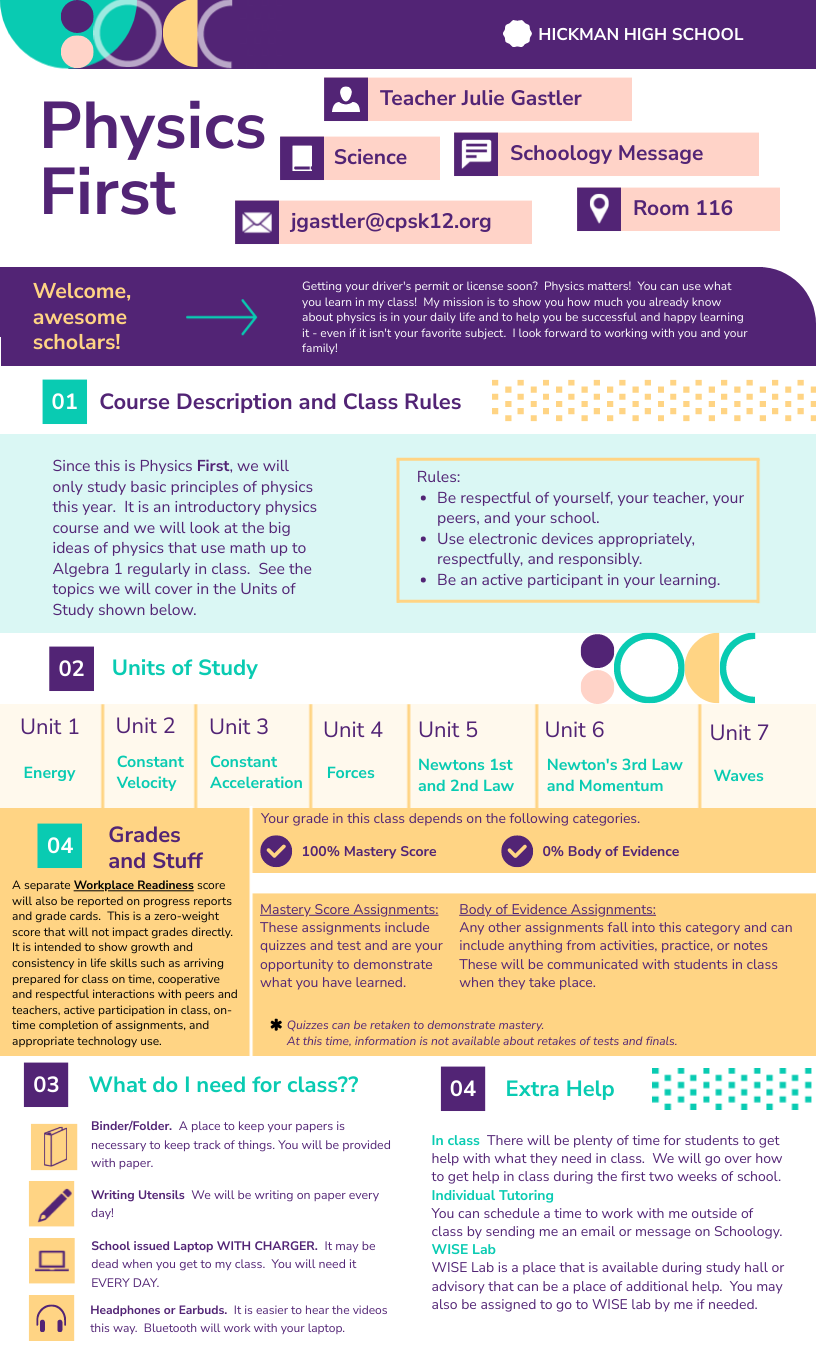 HICKMAN HIGH SCHOOL
Physics
First
Teacher Julie Gastler
Science
Schoology Message
jgastler@cpsk12.org
Room 116
Welcome,
awesome
scholars!
Getting your driver's permit or license soon?  Physics matters!  You can use what
you learn in my class!  My mission is to show you how much you already know
about physics is in your daily life and to help you be successful and happy learning
it - even if it isn't your favorite subject.  I look forward to working with you and your
family!
01
Course Description and Class Rules
Since this is Physics First, we will
only study basic principles of physics
this year.  It is an introductory physics
course and we will look at the big
ideas of physics that use math up to
Algebra 1 regularly in class.  See the
topics we will cover in the Units of
Study shown below.
Rules:
• Be respectful of yourself, your teacher, your
peers, and your school.
• Use electronic devices appropriately,
respectfully, and responsibly.
• Be an active participant in your learning.
02
Units of Study
Unit 1
Energy
Unit 2
Constant
Velocity
Unit 3
Constant
Acceleration
Unit 4
Forces
Unit 5
Newtons 1st
and 2nd Law
Unit 6
Newton's 3rd Law
and Momentum
Unit 7
Waves
04
Grades
and Stuff
A separate Workplace Readiness score
will also be reported on progress reports
and grade cards.  This is a zero-weight
score that will not impact grades directly.
It is intended to show growth and
consistency in life skills such as arriving
prepared for class on time, cooperative
and respectful interactions with peers and
teachers, active participation in class, on-
time completion of assignments, and
appropriate technology use.
Your grade in this class depends on the following categories.
100% Mastery Score
0% Body of Evidence
Mastery Score Assignments:
These assignments include
quizzes and test and are your
opportunity to demonstrate
what you have learned.
Body of Evidence Assignments:
Any other assignments fall into this category and can
include anything from activities, practice, or notes
These will be communicated with students in class
when they take place.
✱ Quizzes can be retaken to demonstrate mastery.
At this time, information is not available about retakes of tests and finals.
03
What do I need for class??
Binder/Folder.  A place to keep your papers is
necessary to keep track of things. You will be provided
with paper.
Writing Utensils  We will be writing on paper every
day!
School issued Laptop WITH CHARGER.  It may be
dead when you get to my class.  You will need it
EVERY DAY.
Headphones or Earbuds.  It is easier to hear the videos
this way.  Bluetooth will work with your laptop.
04
Extra Help
In class  There will be plenty of time for students to get
help with what they need in class.  We will go over how
to get help in class during the first two weeks of school.
Individual Tutoring
You can schedule a time to work with me outside of
class by sending me an email or message on Schoology.
WISE Lab
WISE Lab is a place that is available during study hall or
advisory that can be a place of additional help.  You may
also be assigned to go to WISE lab by me if needed.